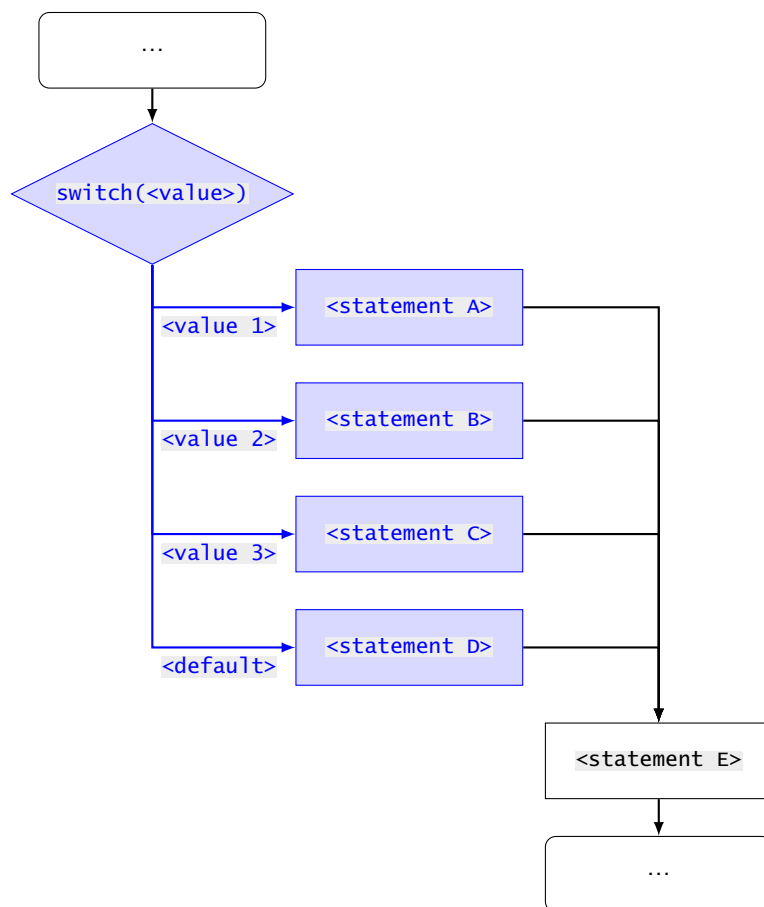 ...
switch(<value>)
<statement A>
<value 1>
<statement B>
<value 2>
<statement C>
<value 3>
<statement D>
<default>
<statement E>
...